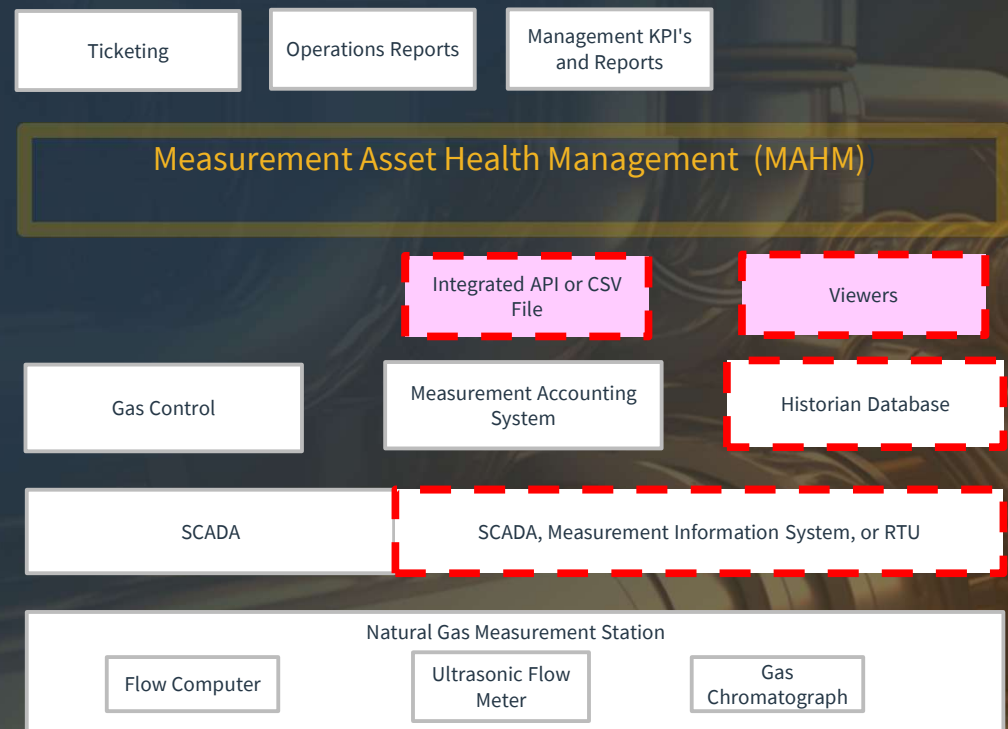 Ticketing
Operations Reports
Management KPI's
and Reports
Measurement Asset Health Management (MAHM)
Integrated API or CSV
File
Viewers
Gas Control
Measurement Accounting
System
Historian Database
SCADA
SCADA, Measurement Information System, or RTU
Natural Gas Measurement Station
Flow Computer
Ultrasonic Flow
Meter
Gas
Chromatograph